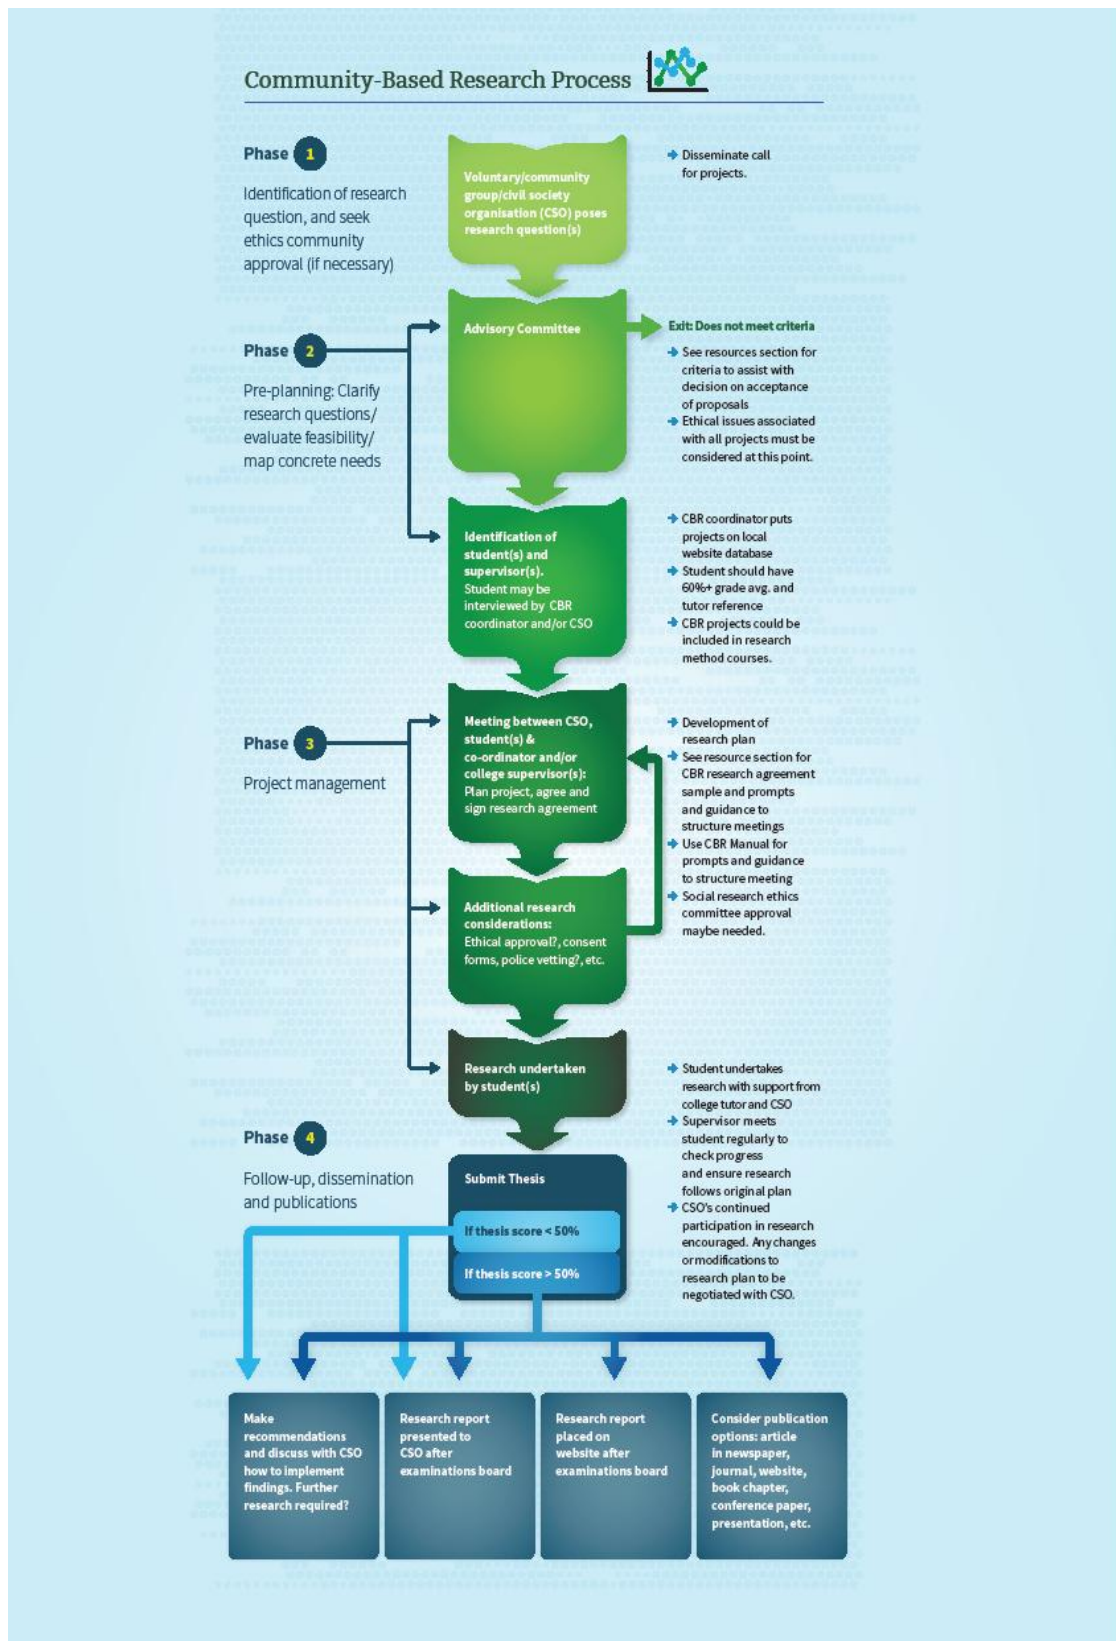 Community-Based Research Process
Phase 1
Identification of research
question, and seek
ethics community
approval (if necessary)
Voluntary/community
group/civil society
organisation (CSO) poses
research question(s)
Disseminate call
for projects.
Phase 2
Pre-planning: Clarify
research questions/
evaluate feasibility/
map concrete needs
Advisory Committee
Exit: Does not meet criteria
See resources section for
criteria to assist with
decision on acceptance
of proposals
Ethical issues associated
with all projects must be
considered at this point.
Identification of
student(s) and
supervisor(s).
Student may be
interviewed by CBR
coordinator and/or CSO
CBR coordinator puts
projects on local
website database
Student should have
60%+ grade avg. and
tutor reference
CBR projects could be
included in research
method courses.
Phase 3
Project management
Meeting between CSO,
student(s) &
co-ordinator and/or
college supervisor(s):
Plan project, agree and
sign research agreement
Development of
research plan
See resource section for
CBR research agreement
sample and prompts
and guidance to
structure meetings
Use CBR Manual for
prompts and guidance
to structure meeting
Social research ethics
committee approval
maybe needed.
Additional research
considerations:
Ethical approval?, consent
forms, police vetting?, etc.
Research undertaken
by student(s)
Student undertakes
research with support from
college tutor and CSO
Supervisor meets
student regularly to
check progress
and ensure research
follows original plan
CSO's continued
participation in research
encouraged. Any changes
or modifications to
research plan to be
negotiated with CSO.
Phase 4
Follow-up, dissemination
and publications
Submit Thesis
If thesis score < 50%
If thesis score > 50%
Make
recommendations
and discuss with CSO
how to implement
findings. Further
research required?
Research report
presented to
CSO after
examinations board
Research report
placed on
website after
examinations board
Consider publication
options: article
in newspaper,
journal, website,
book chapter,
conference paper,
presentation, etc.